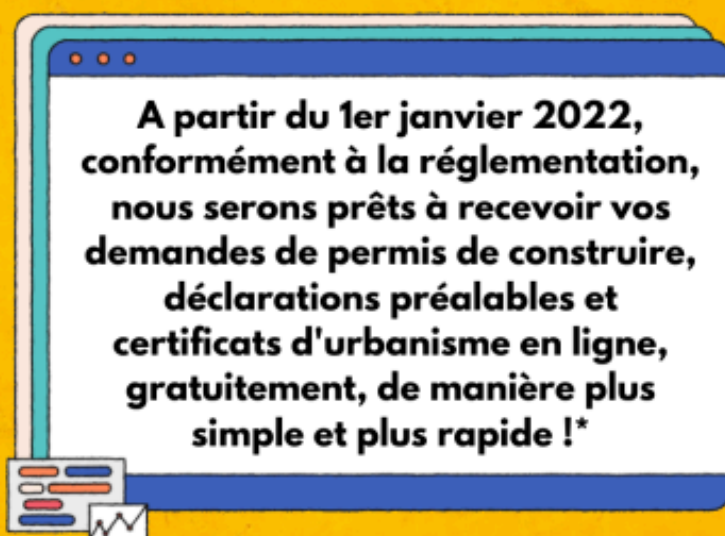 A partir du 1er janvier 2022,
conformément à la réglementation,
nous serons prêts à recevoir vos
demandes de permis de construire,
déclarations préalables et
certificats d'urbanisme en ligne,
gratuitement, de manière plus
simple et plus rapide !*